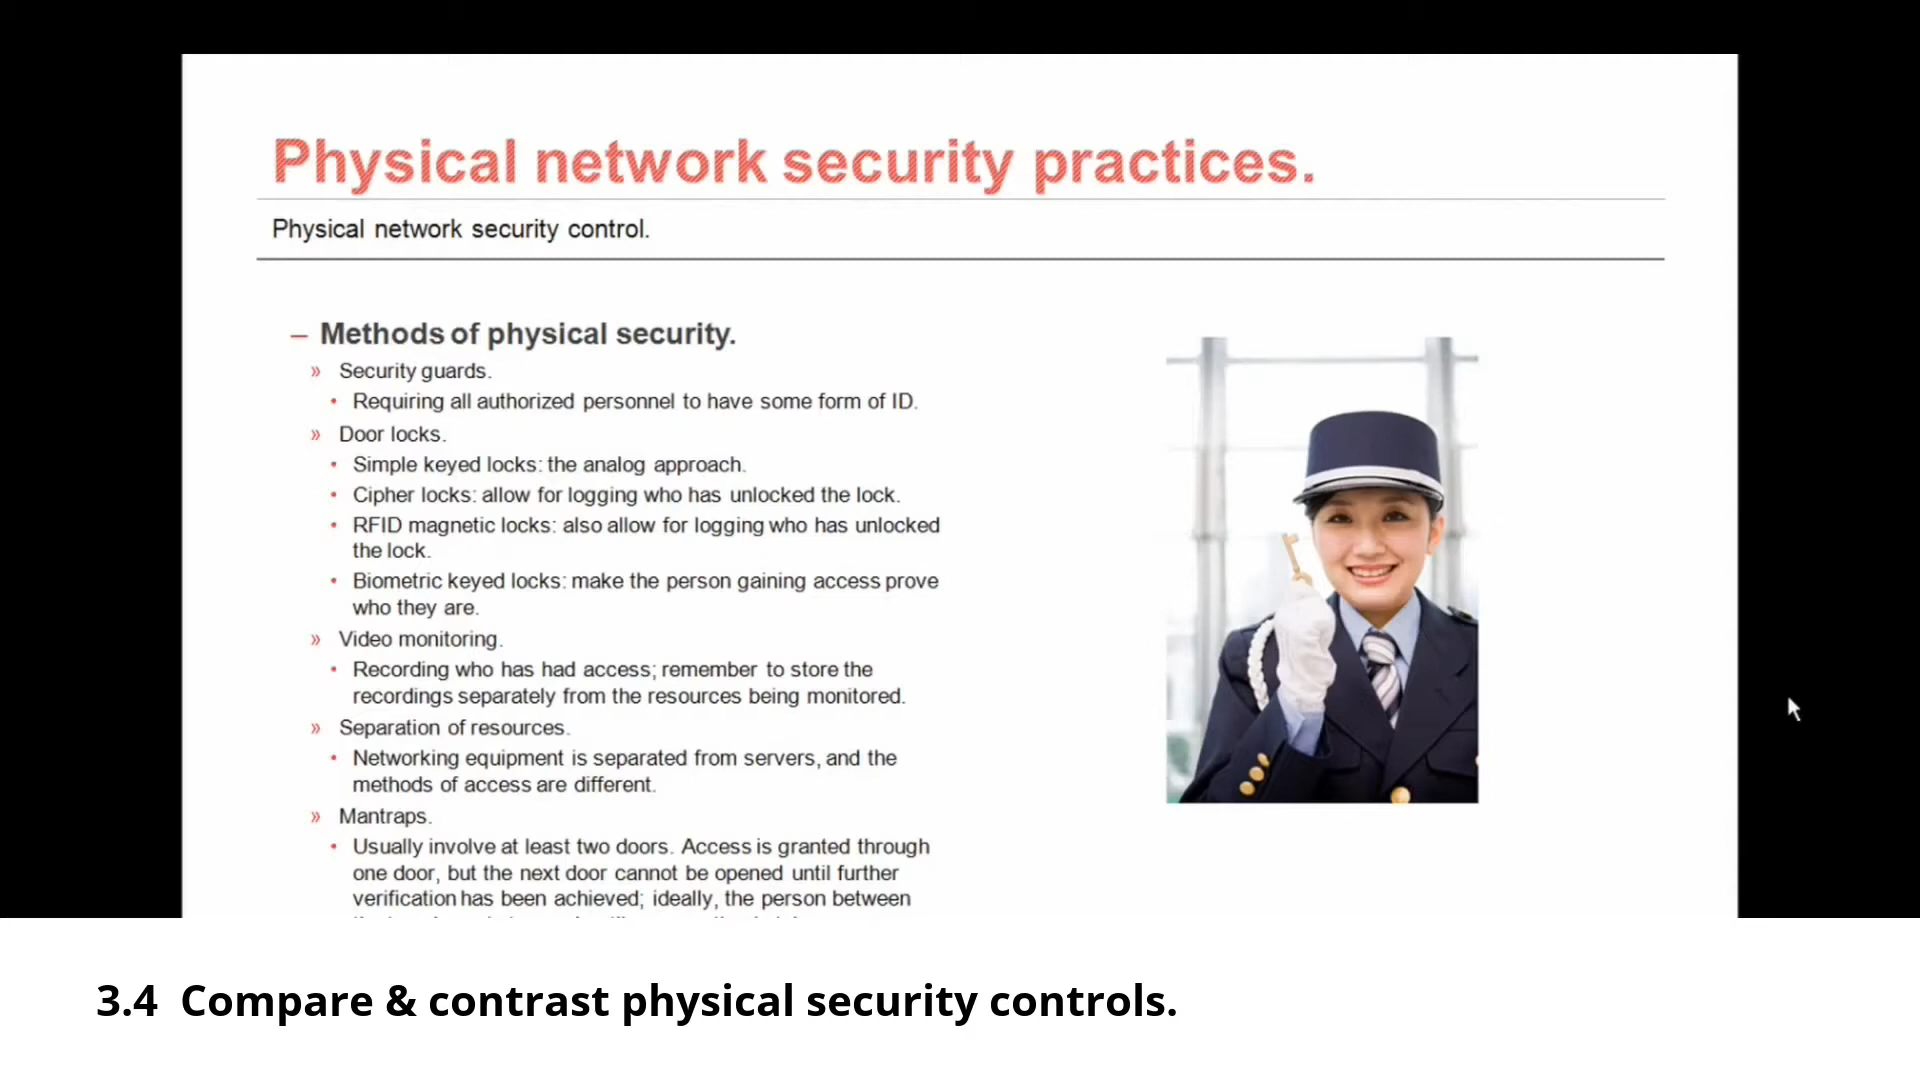 Physical network security practices.
Physical network security control.
– Methods of physical security.
» Security guards.
• Requiring all authorized personnel to have some form of ID.
» Door locks.
• Simple keyed locks: the analog approach.
• Cipher locks: allow for logging who has unlocked the lock.
• RFID magnetic locks: also allow for logging who has unlocked
the lock.
• Biometric keyed locks: make the person gaining access prove
who they are.
» Video monitoring.
• Recording who has had access; remember to store the
recordings separately from the resources being monitored.
» Separation of resources.
• Networking equipment is separated from servers, and the
methods of access are different.
» Mantraps.
• Usually involve at least two doors. Access is granted through
one door, but the next door cannot be opened until further
verification has been achieved; ideally, the person between
3.4 Compare & contrast physical security controls.